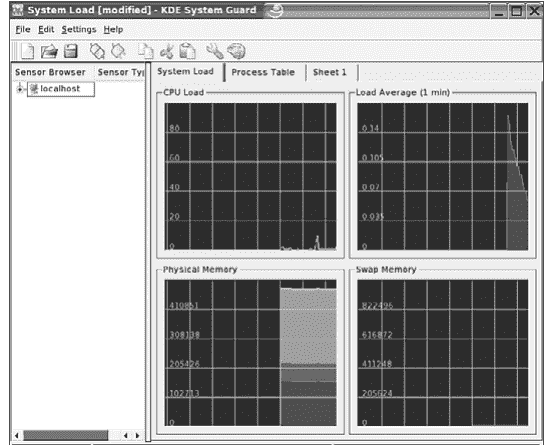 System Load [modified] - KDE System Guard
File Edit Settings Help
Sensor Browser Sensor Typ
localhost
System Load Process Table Sheet 1
CPU Load
80
60
40
20
0
Load Average (1 min)
0.14
0.105
0.07
0.035
0
Physical Memory
410851
308138
205426
102713
0
Swap Memory
822496
616872
411248
205624
0